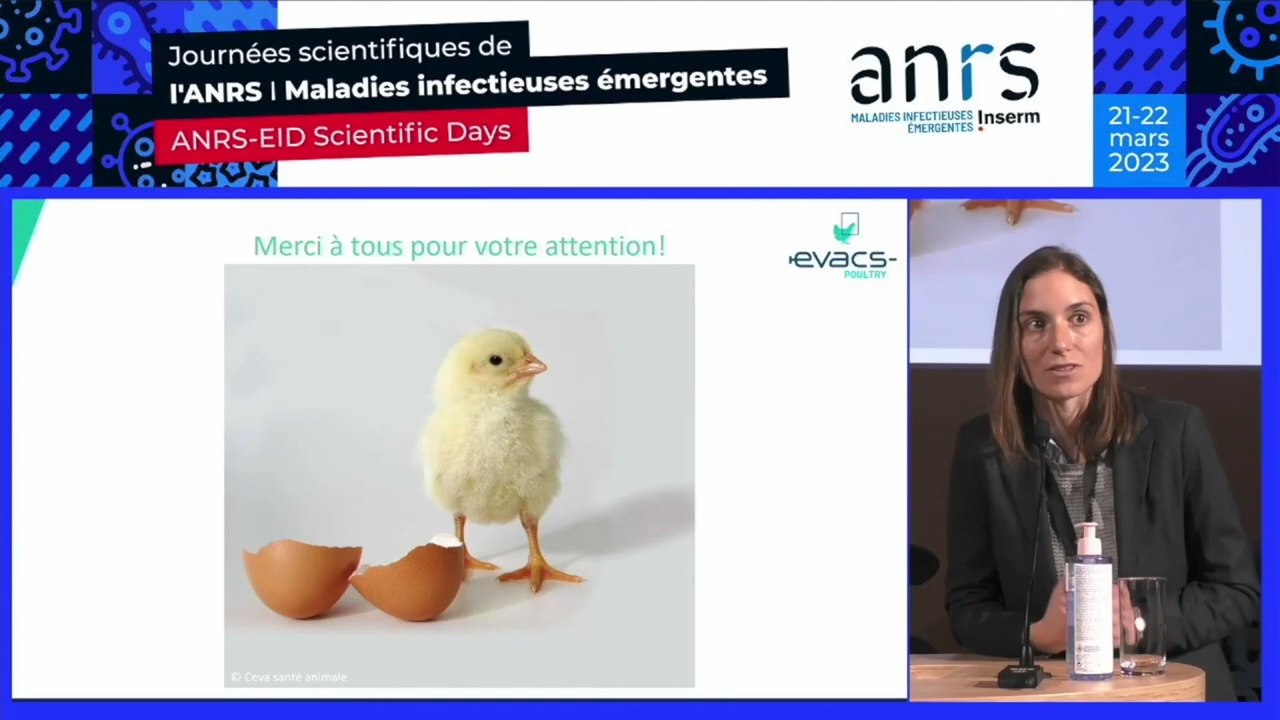 Journées scientifiques de
l'ANRS | Maladies infectieuses émergentes
ANRS-EID Scientific Days
anrs
MALADIES INFECTIEUSES
ÉMERGENTES
Inserm
21-22
mars
2023
Merci à tous pour votre attention!
evacs-
POULTRY
© Ceva santé animale